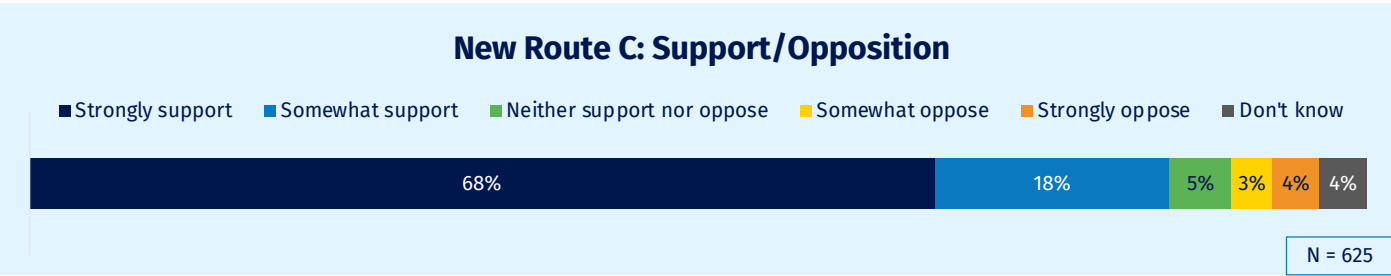 New Route C: Support/Opposition
Strongly support Somewhat support Neither support nor oppose Somewhat oppose Strongly oppose Don't know
68% 18% 5% 3% 4% 4%
N = 625